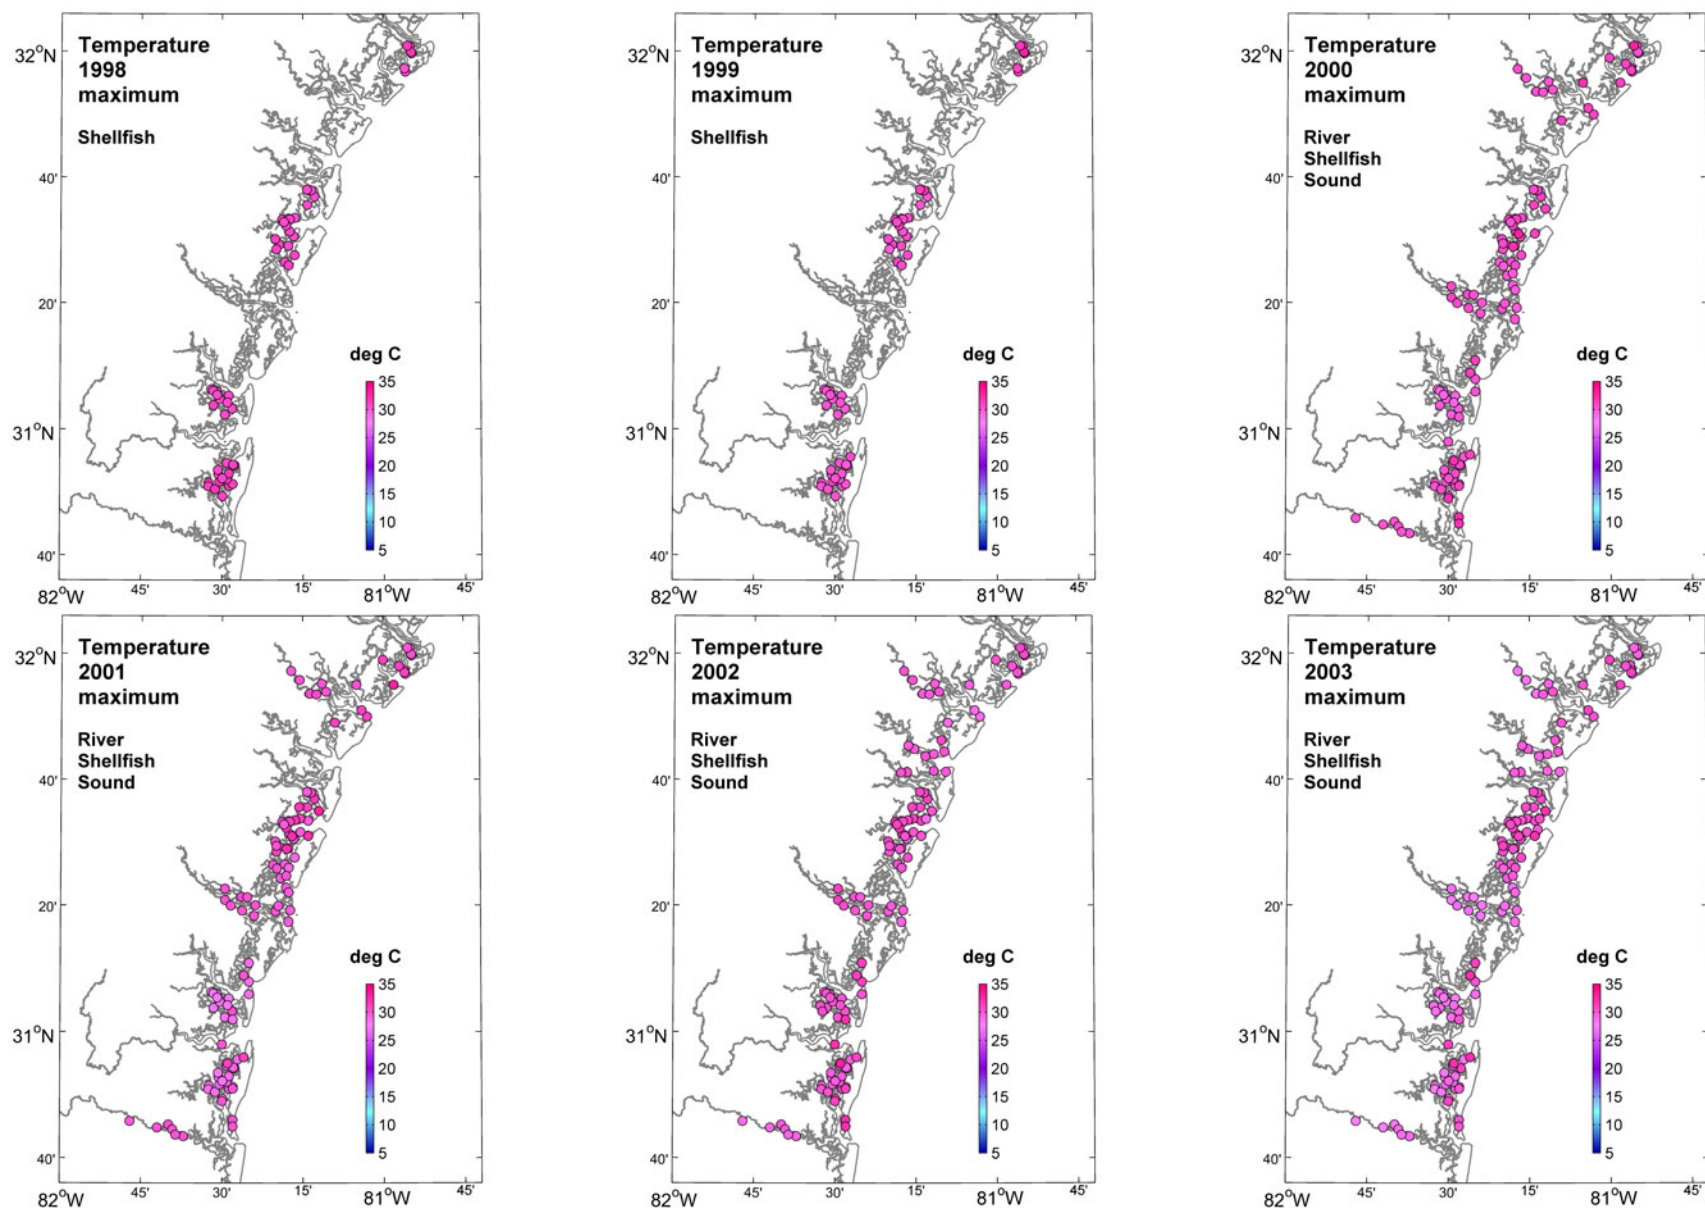 Temperature
1998
maximum
Shellfish
32°N
40'
20'
31°N
40'
82°W
45'
30'
15'
81°W
45'
deg C
35
30
25
20
15
10
5
Temperature
1999
maximum
Shellfish
32°N
40'
20'
31°N
40'
82°W
45'
30'
15'
81°W
45'
deg C
35
30
25
20
15
10
5
Temperature
2000
maximum
River
Shellfish
Sound
32°N
40'
20'
31°N
40'
82°W
45'
30'
15'
81°W
45'
deg C
35
30
25
20
15
10
5
Temperature
2001
maximum
River
Shellfish
Sound
32°N
40'
20'
31°N
40'
82°W
45'
30'
15'
81°W
45'
deg C
35
30
25
20
15
10
5
Temperature
2002
maximum
River
Shellfish
Sound
32°N
40'
20'
31°N
40'
82°W
45'
30'
15'
81°W
45'
deg C
35
30
25
20
15
10
5
Temperature
2003
maximum
River
Shellfish
Sound
32°N
40'
20'
31°N
40'
82°W
45'
30'
15'
81°W
45'
deg C
35
30
25
20
15
10
5